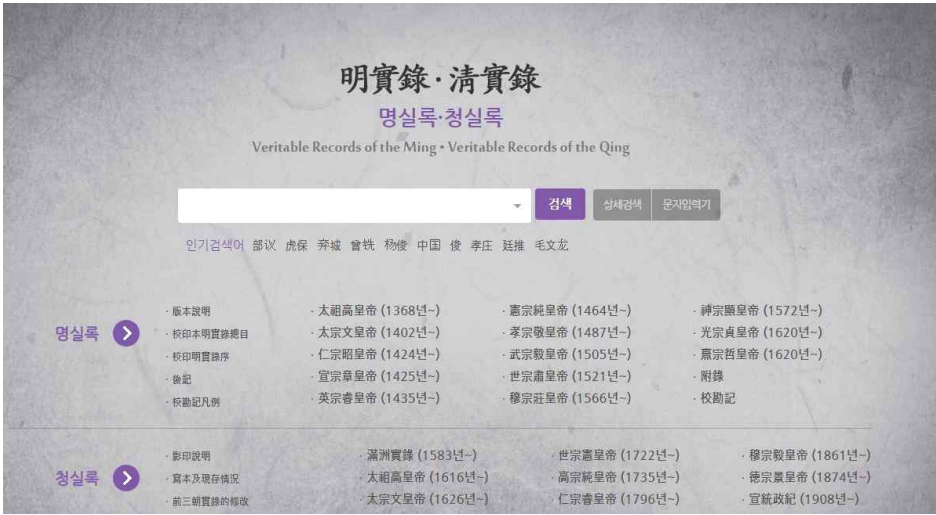 明實錄·淸實錄
명실록·청실록
Veritable Records of the Ming • Veritable Records of the Qing
검색 상세검색 문자입력기
인기검색어 部议 虎保 弃城 曾铣 杨俊 中国 俊 孝庄 廷推 毛文龙
명실록
· 版本說明
· 校印本明實錄總目
· 校印明實錄序
· 後記
· 校勘記凡例
· 太祖高皇帝 (1368년~)
· 太宗文皇帝 (1402년~)
· 仁宗昭皇帝 (1424년~)
· 宣宗章皇帝 (1425년~)
· 英宗睿皇帝 (1435년~)
· 憲宗純皇帝 (1464년~)
· 孝宗敬皇帝 (1487년~)
· 武宗毅皇帝 (1505년~)
· 世宗肅皇帝 (1521년~)
· 穆宗莊皇帝 (1566년~)
· 神宗顯皇帝 (1572년~)
· 光宗貞皇帝 (1620년~)
· 熹宗哲皇帝 (1620년~)
· 附錄
· 校勘記
청실록
· 影印說明
· 寫本及現存情況
· 前三朝實錄的修改
· 滿洲實錄 (1583년~)
· 太祖高皇帝 (1616년~)
· 太宗文皇帝 (1626년~)
· 世宗憲皇帝 (1722년~)
· 高宗純皇帝 (1735년~)
· 仁宗睿皇帝 (1796년~)
· 穆宗毅皇帝 (1861년~)
· 德宗景皇帝 (1874년~)
· 宣統政紀 (1908년~)